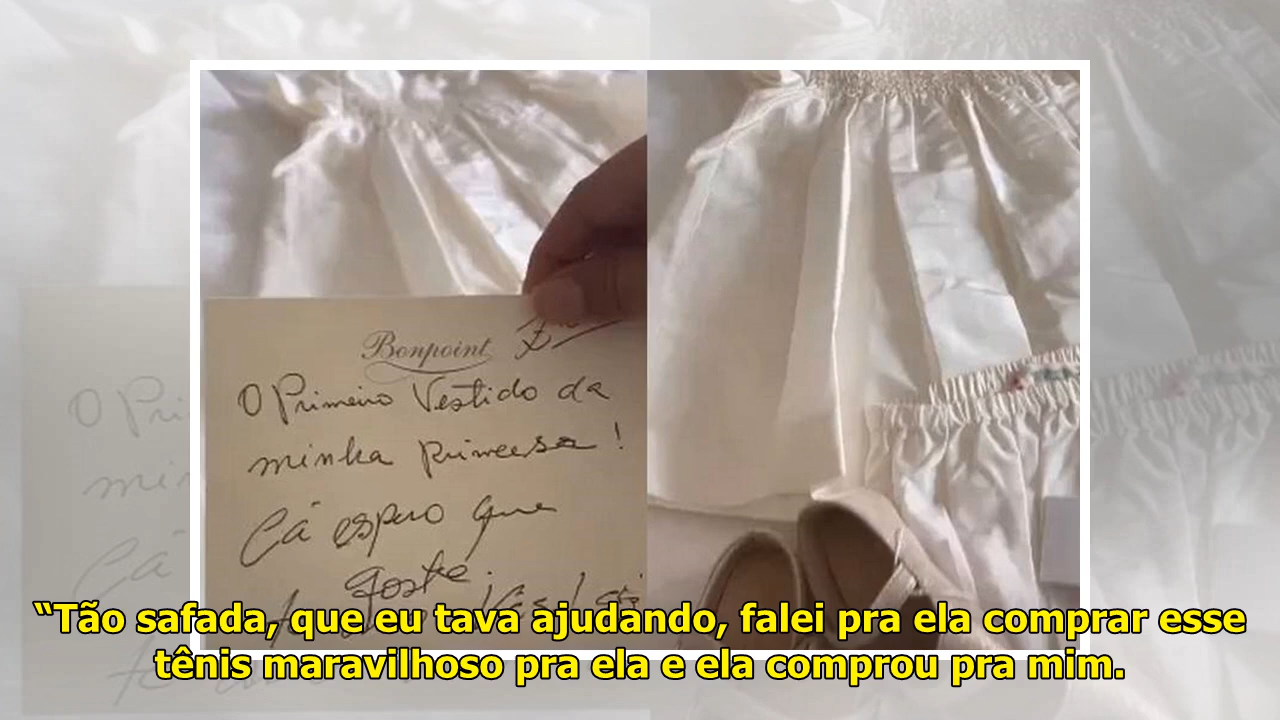 Bonpoint
O Primeiro Vestido da
minha Princesa!
Cá espero que
goste.
“Tão safada, que eu tava ajudando, falei pra ela comprar esse
tênis maravilhoso pra ela e ela comprou pra mim.